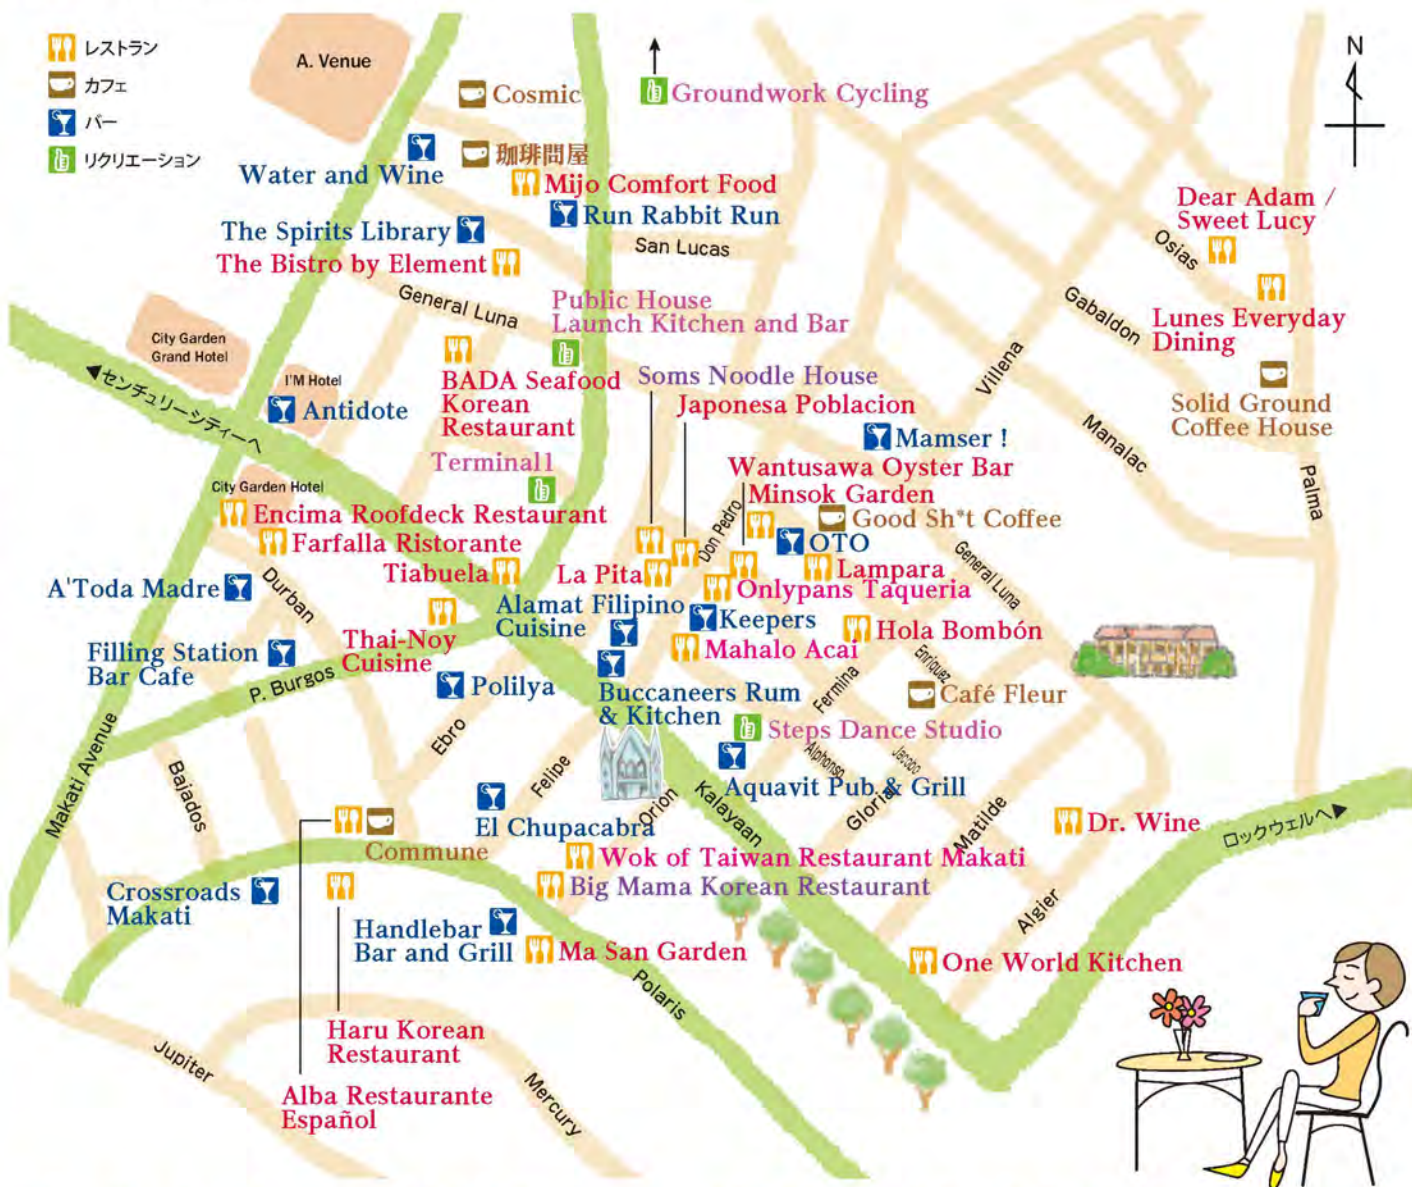 レストラン
カフェ
バー
リクリエーション
A. Venue
Cosmic
Groundwork Cycling
N
珈琲問屋
Water and Wine
Mijo Comfort Food
Run Rabbit Run
The Spirits Library
The Bistro by Element
San Lucas
Dear Adam /
Sweet Lucy
Osias
General Luna
Public House
Launch Kitchen and Bar
Gabaldon
Lunes Everyday
Dining
City Garden
Grand Hotel
I'M Hotel
Antidote
◀センチュリーシティーへ
BADA Seafood
Korean
Restaurant
Soms Noodle House
Japonesa Poblacion
Villena
Solid Ground
Coffee House
Manalac
Mamser !
Terminal1
Wantusawa Oyster Bar
Minsok Garden
Palma
City Garden Hotel
Encima Roofdeck Restaurant
Don Pedro
Good Sh*t Coffee
Farfalla Ristorante
OTO
General Luna
Tiabuela
La Pita
Lampara
A'Toda Madre
Durban
Onlypans Taqueria
Alamat Filipino
Cuisine
Keepers
Thai-Noy
Cuisine
Hola Bombón
Filling Station
Bar Cafe
Mahalo Acai
Enriquez
P. Burgos
Polilya
Fermina
Café Fleur
Buccaneers Rum
& Kitchen
Steps Dance Studio
Ebro
Makati Avenue
Felipe
Alphonso
Jacobo
Bajados
Aquavit Pub & Grill
Kalayaan
Orion
Gloria
Matilde
El Chupacabra
Dr. Wine
ロックウェルへ▶
Commune
Wok of Taiwan Restaurant Makati
Big Mama Korean Restaurant
Crossroads
Makati
Handlebar
Bar and Grill
Algier
Ma San Garden
One World Kitchen
Polaris
Haru Korean
Restaurant
Jupiter
Alba Restaurante
Español
Mercury